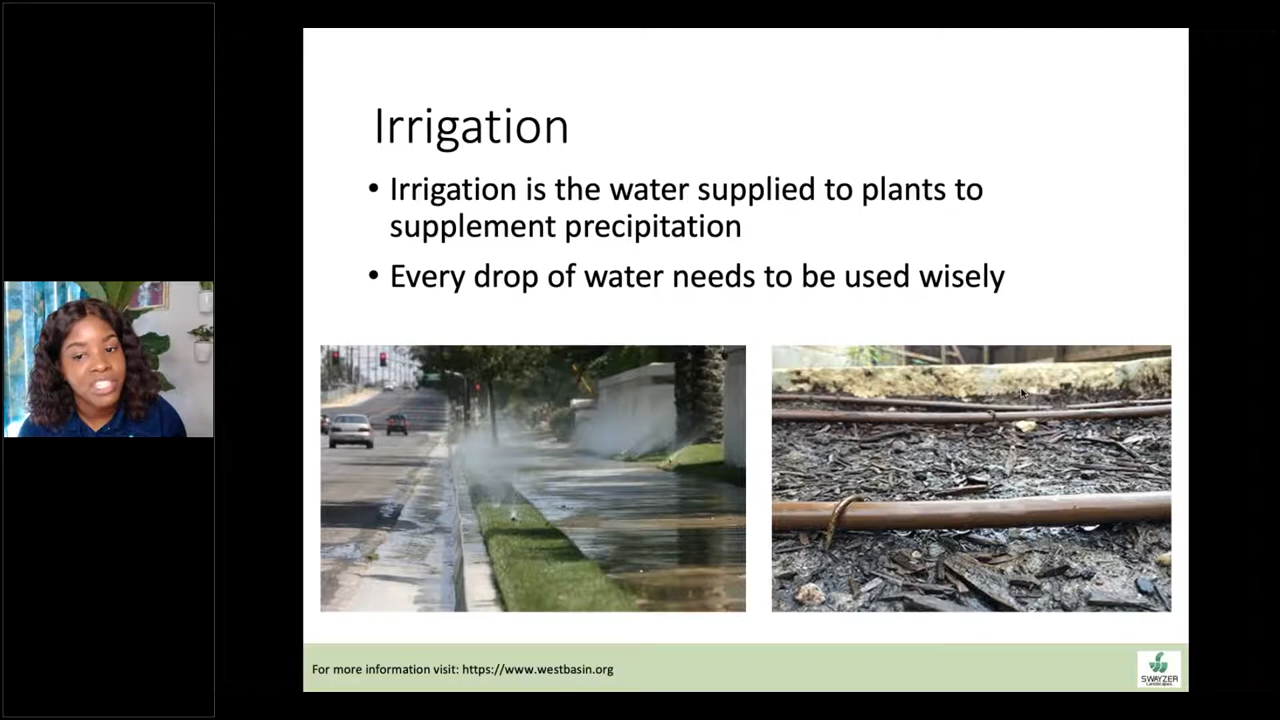 Irrigation
• Irrigation is the water supplied to plants to
supplement precipitation
• Every drop of water needs to be used wisely
For more information visit: https://www.westbasin.org
SWAYZER
LANDSCAPES